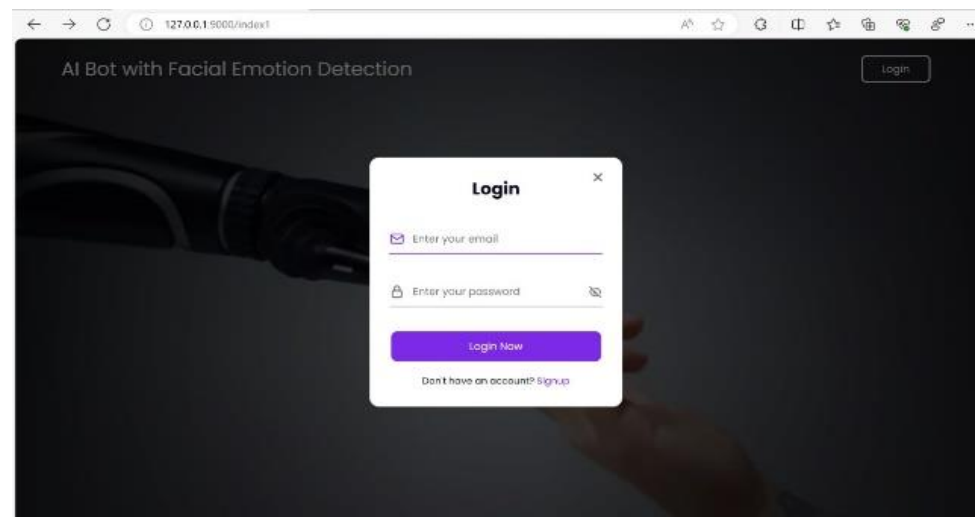 127.0.0.1:9000/index1
AI Bot with Facial Emotion Detection
Login
Login
Enter your email
Enter your password
Login Now
Don't have an account? Signup